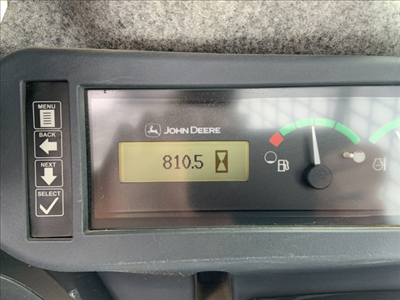 MENU
BACK
NEXT
SELECT
JOHN DEERE
810.5